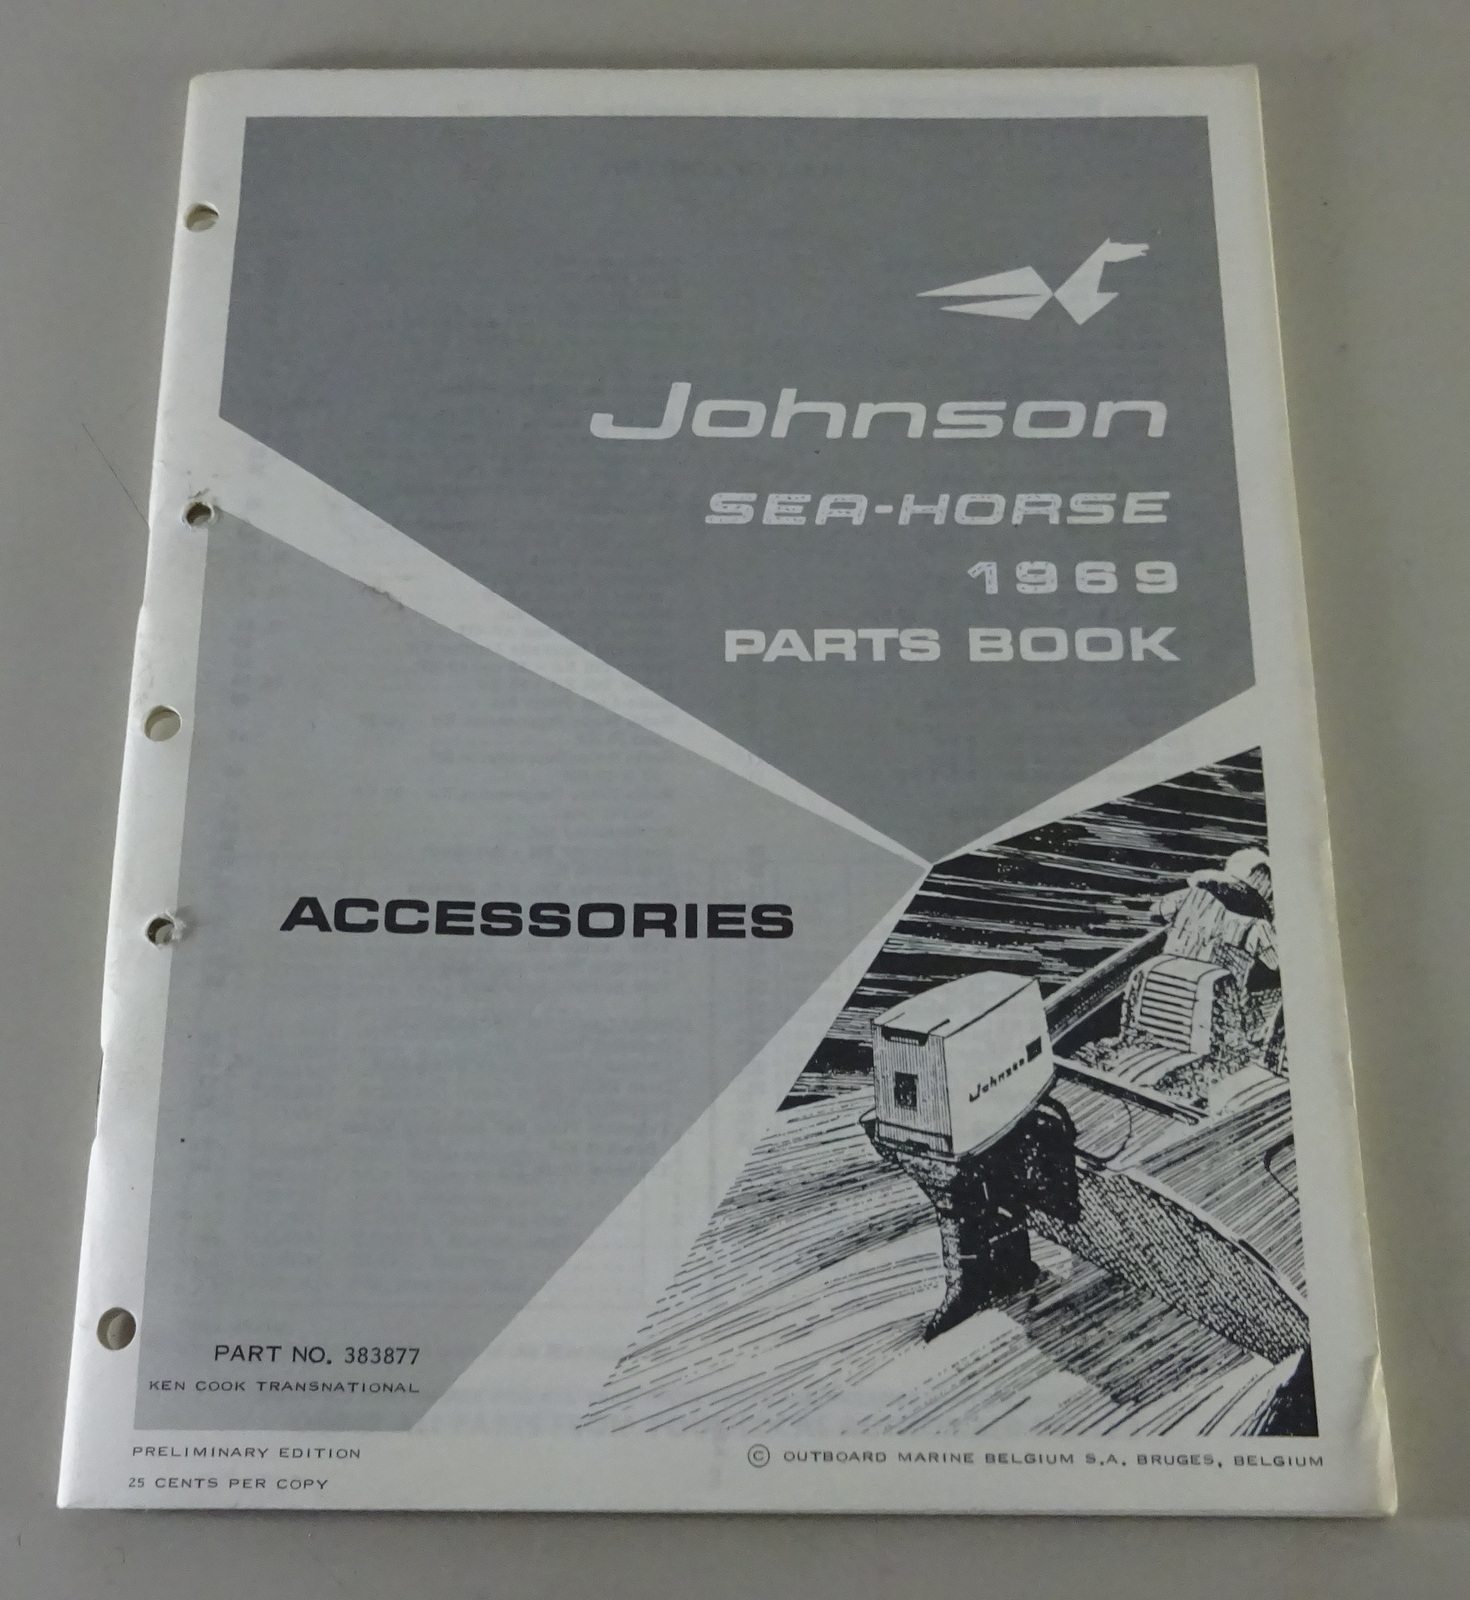 Johnson
SEA-HORSE
1969
PARTS BOOK
ACCESSORIES
Johnson
PART NO. 383877
KEN COOK TRANSNATIONAL
PRELIMINARY EDITION
25 CENTS PER COPY
© OUTBOARD MARINE BELGIUM S.A. BRUGES, BELGIUM